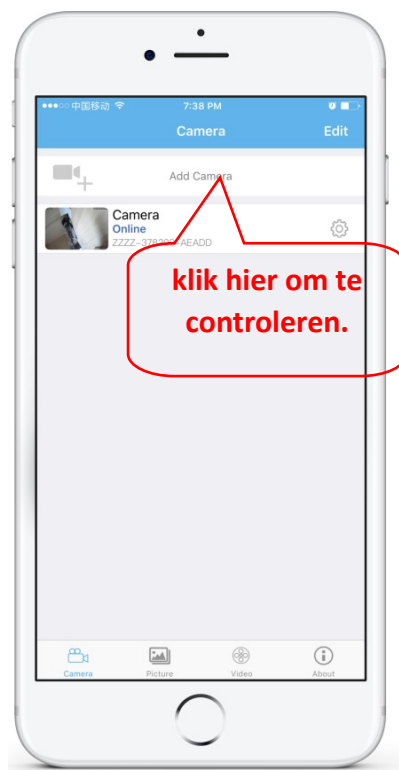 中国移动 7:38 PM
Camera Edit
Add Camera
Camera
Online
klik hier om te
controleren.
Camera Picture Video About